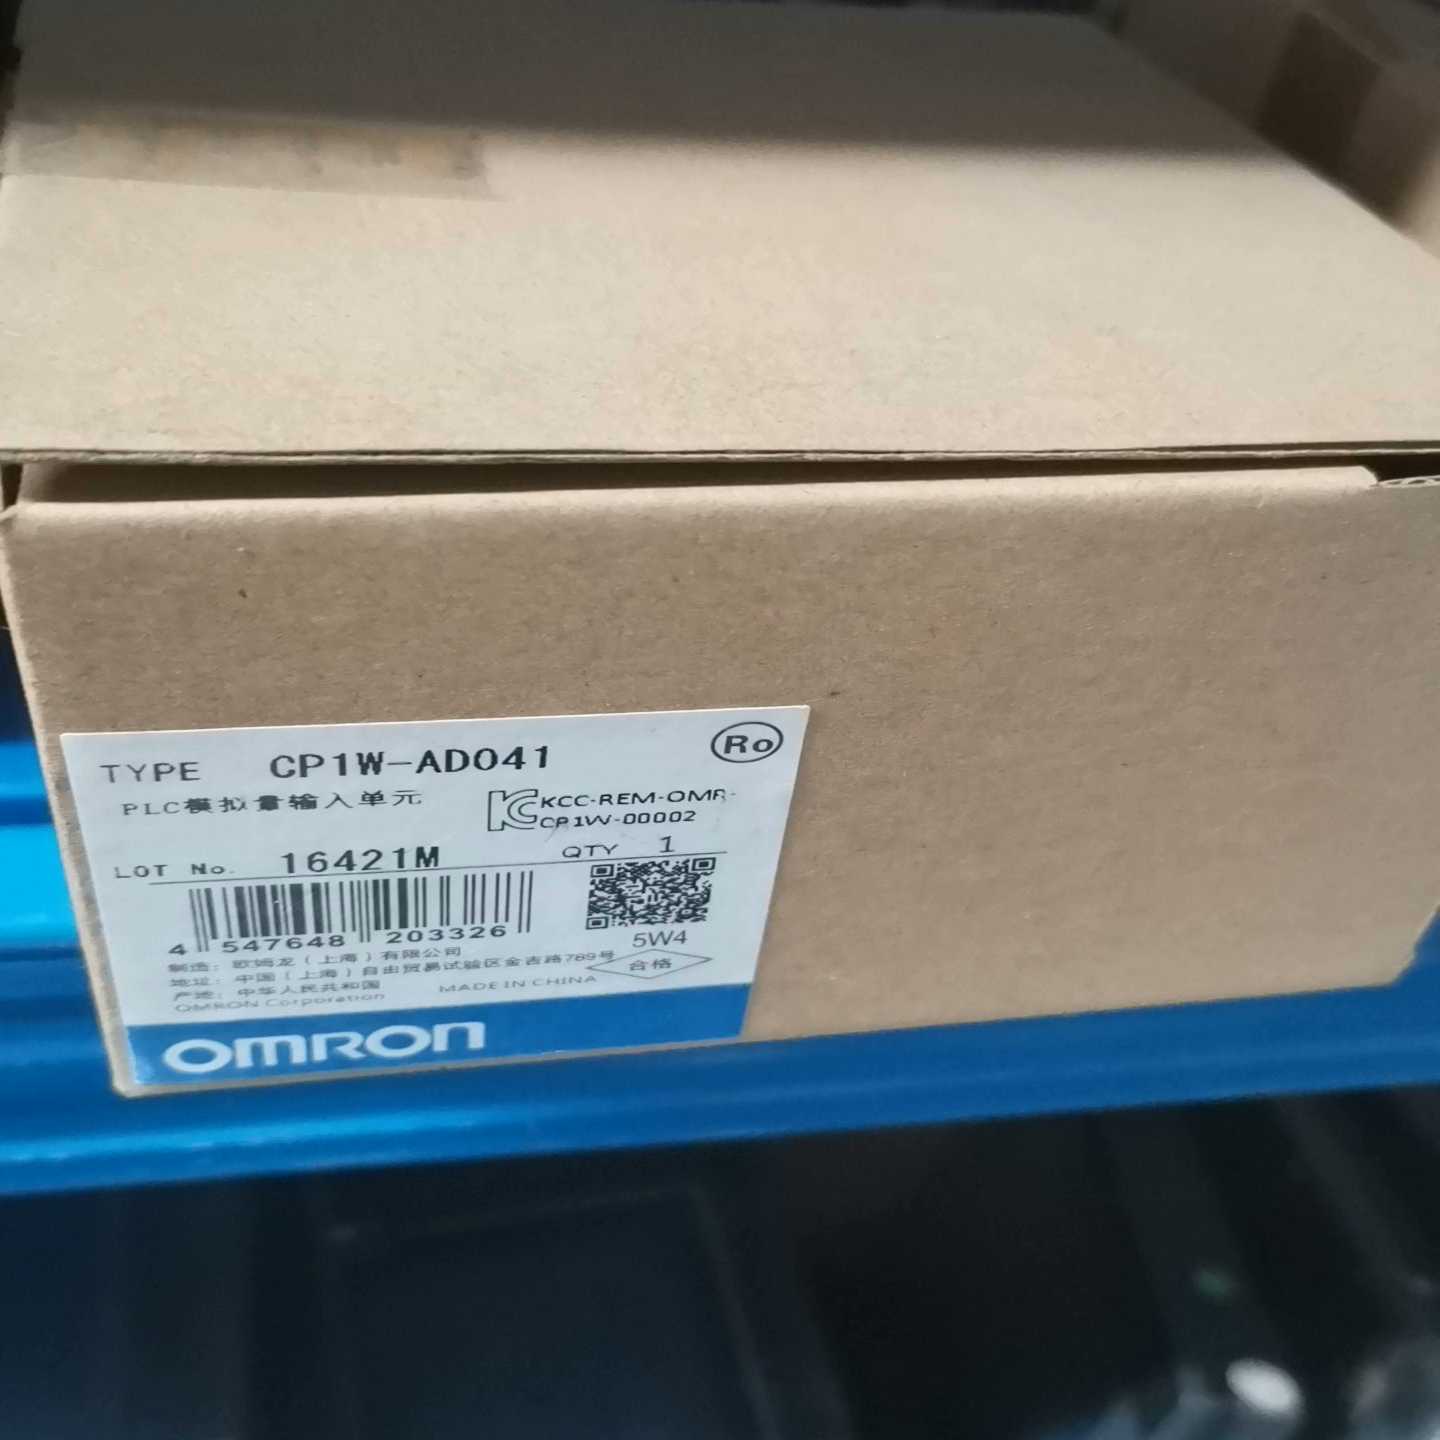 TYPE CP1W-AD041 Ro
PLC模拟量输入单元
KCC-REM-OMR-
CP1W-00002
LOT No. 16421M QTY 1
4 547648 203326
5W4
制造：欧姆龙（上海）有限公司
地址：中国（上海）自由贸易试验区金吉路789号
合格
产地：中华人民共和国 MADE IN CHINA
OMRON Corporation
OMRON